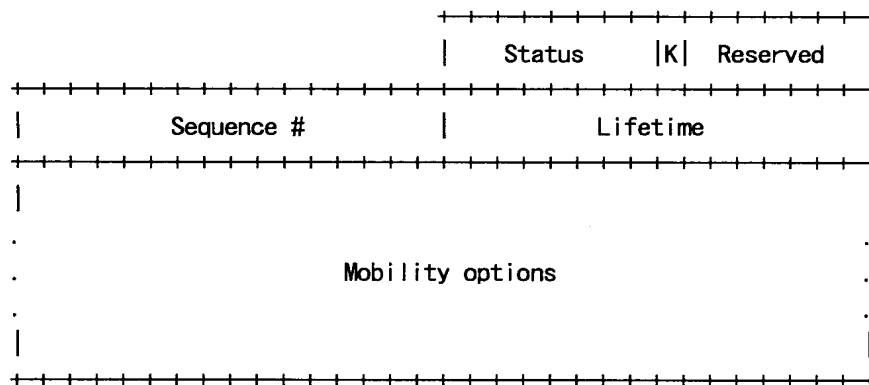 | Status |K| Reserved
| Sequence # | Lifetime
Mobility options